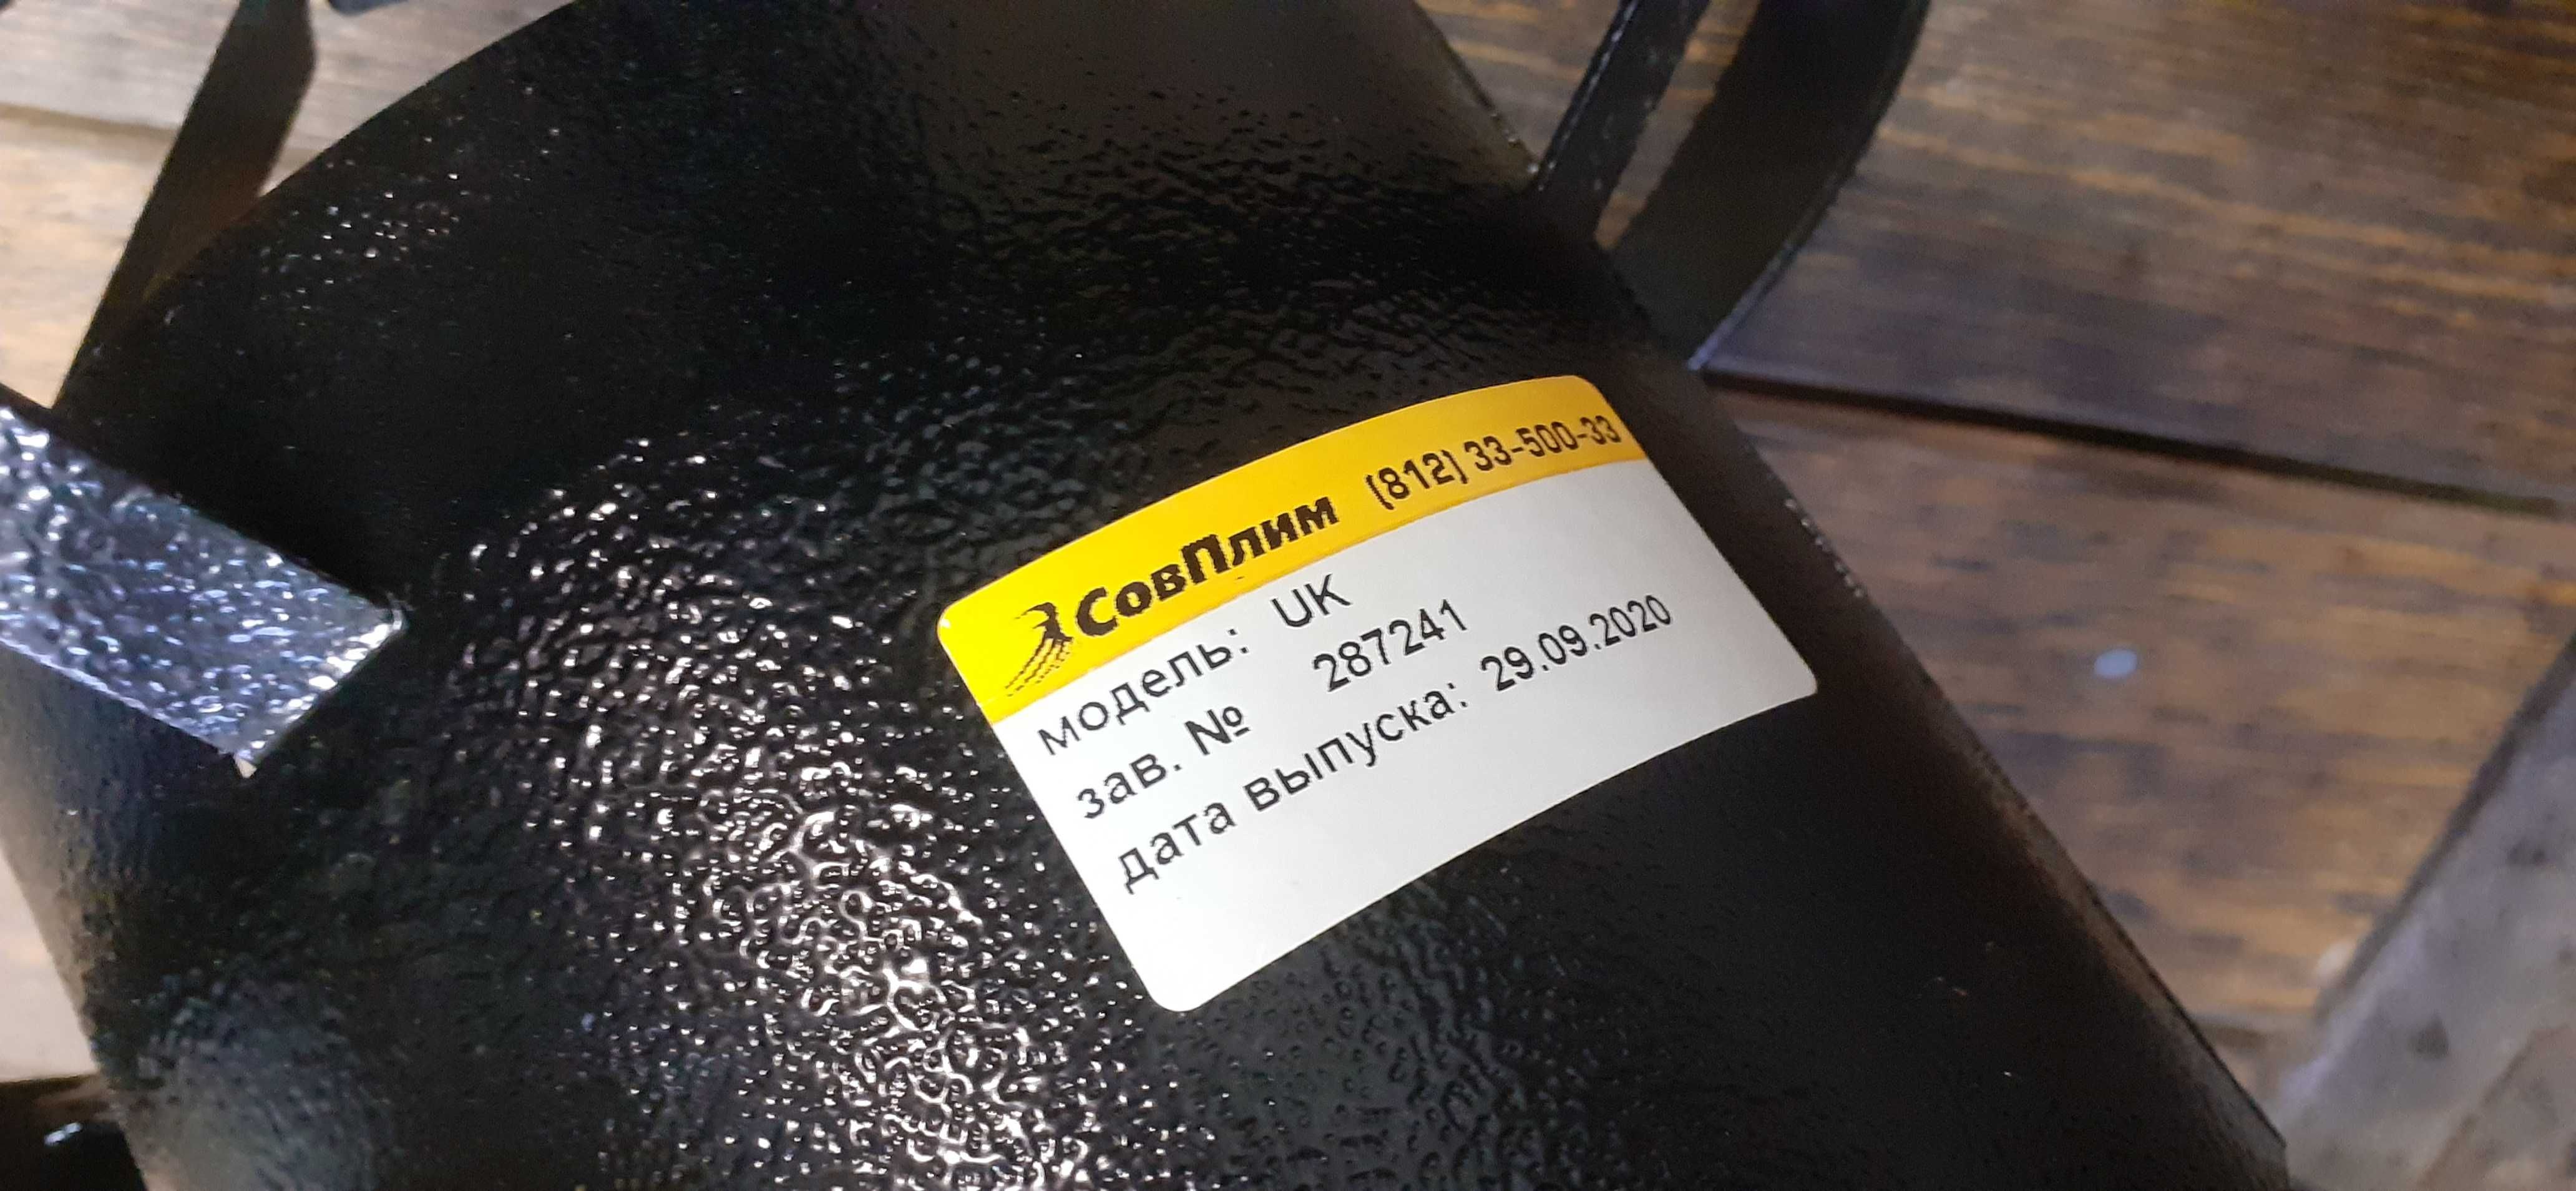 СовПлим (812) 33-500-33
модель: UK
зав. № 287241
дата выпуска: 29.09.2020